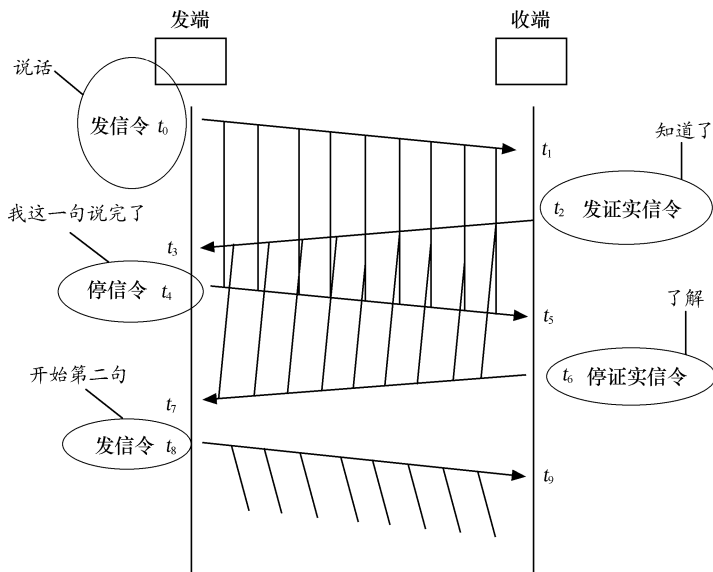 发端
收端
说话
发信令 t0
t1
知道了
t2 发证实信令
我这一句说完了
t3
停信令 t4
t5
了解
开始第二句
t6 停证实信令
t7
发信令 t8
t9